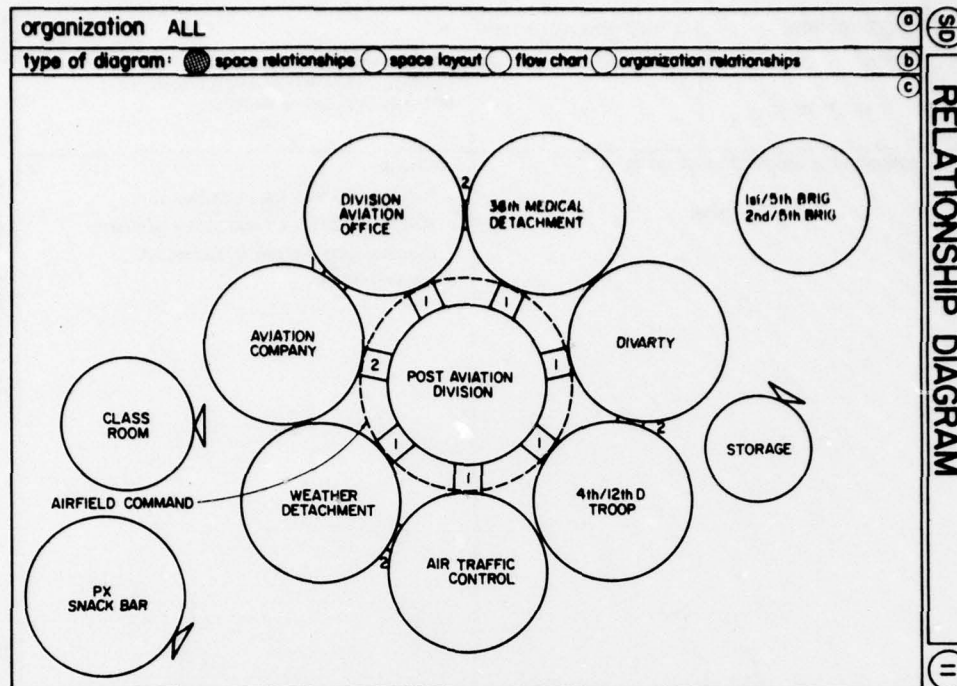 organization ALL
a
type of diagram: space relationships space layout flow chart organization relationships
b
c
S/D
RELATIONSHIP DIAGRAM
11
DIVISION
AVIATION
OFFICE
2
36th MEDICAL
DETACHMENT
1st/5th BRIG
2nd/5th BRIG
1
1
1
AVIATION
COMPANY
DIVARTY
2
1
POST AVIATION
DIVISION
CLASS
ROOM
2
STORAGE
1
1
1
AIRFIELD COMMAND
WEATHER
DETACHMENT
4th/12th D
TROOP
2
AIR TRAFFIC
CONTROL
PX
SNACK BAR